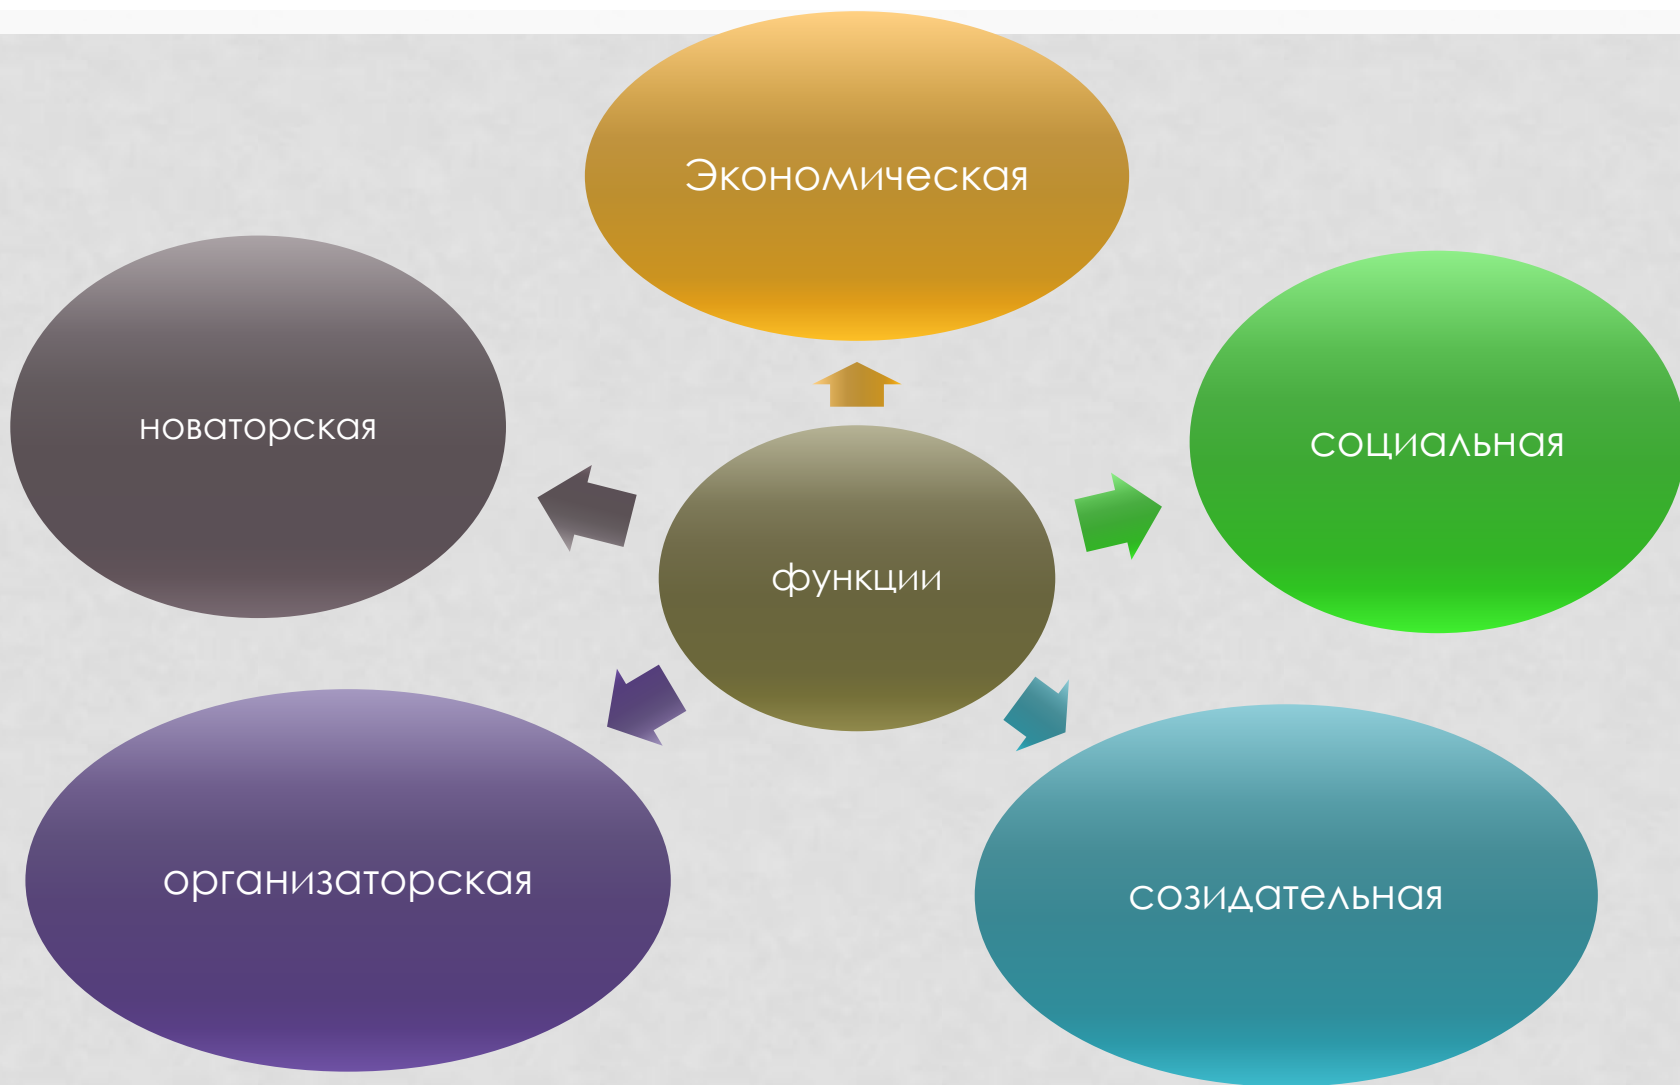 Экономическая
новаторская
социальная
функции
организаторская
созидательная